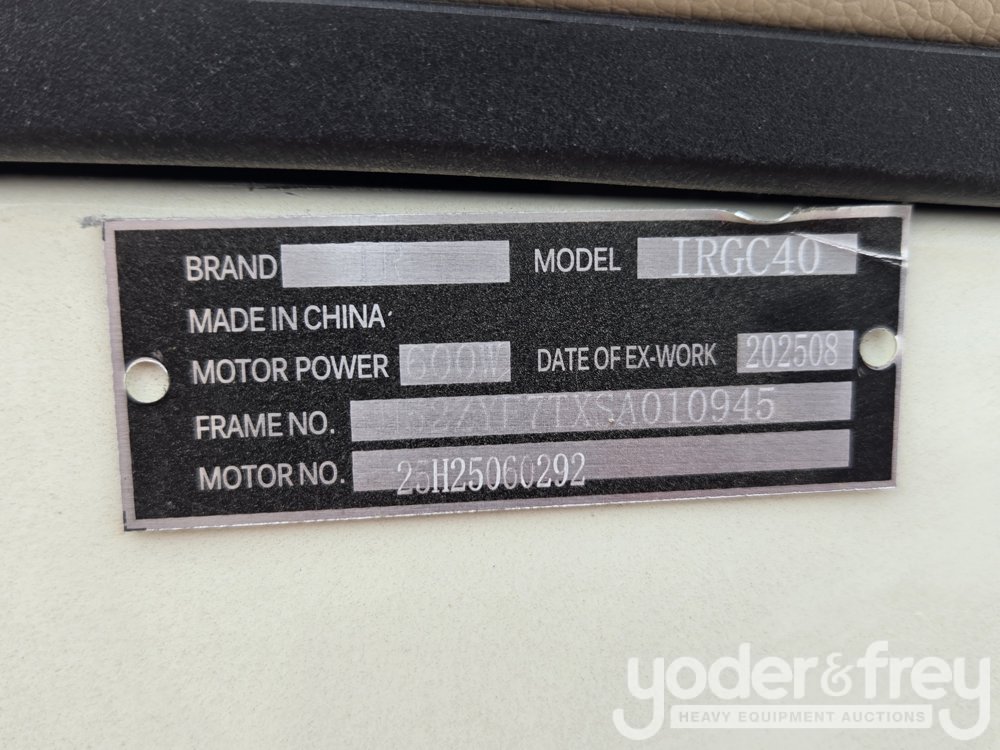 BRAND IR MODEL IRGC40
MADE IN CHINA
MOTOR POWER 600W DATE OF EX-WORK 202508
FRAME NO.
MOTOR NO. 25H25060292
yoder&frey
HEAVY EQUIPMENT AUCTIONS